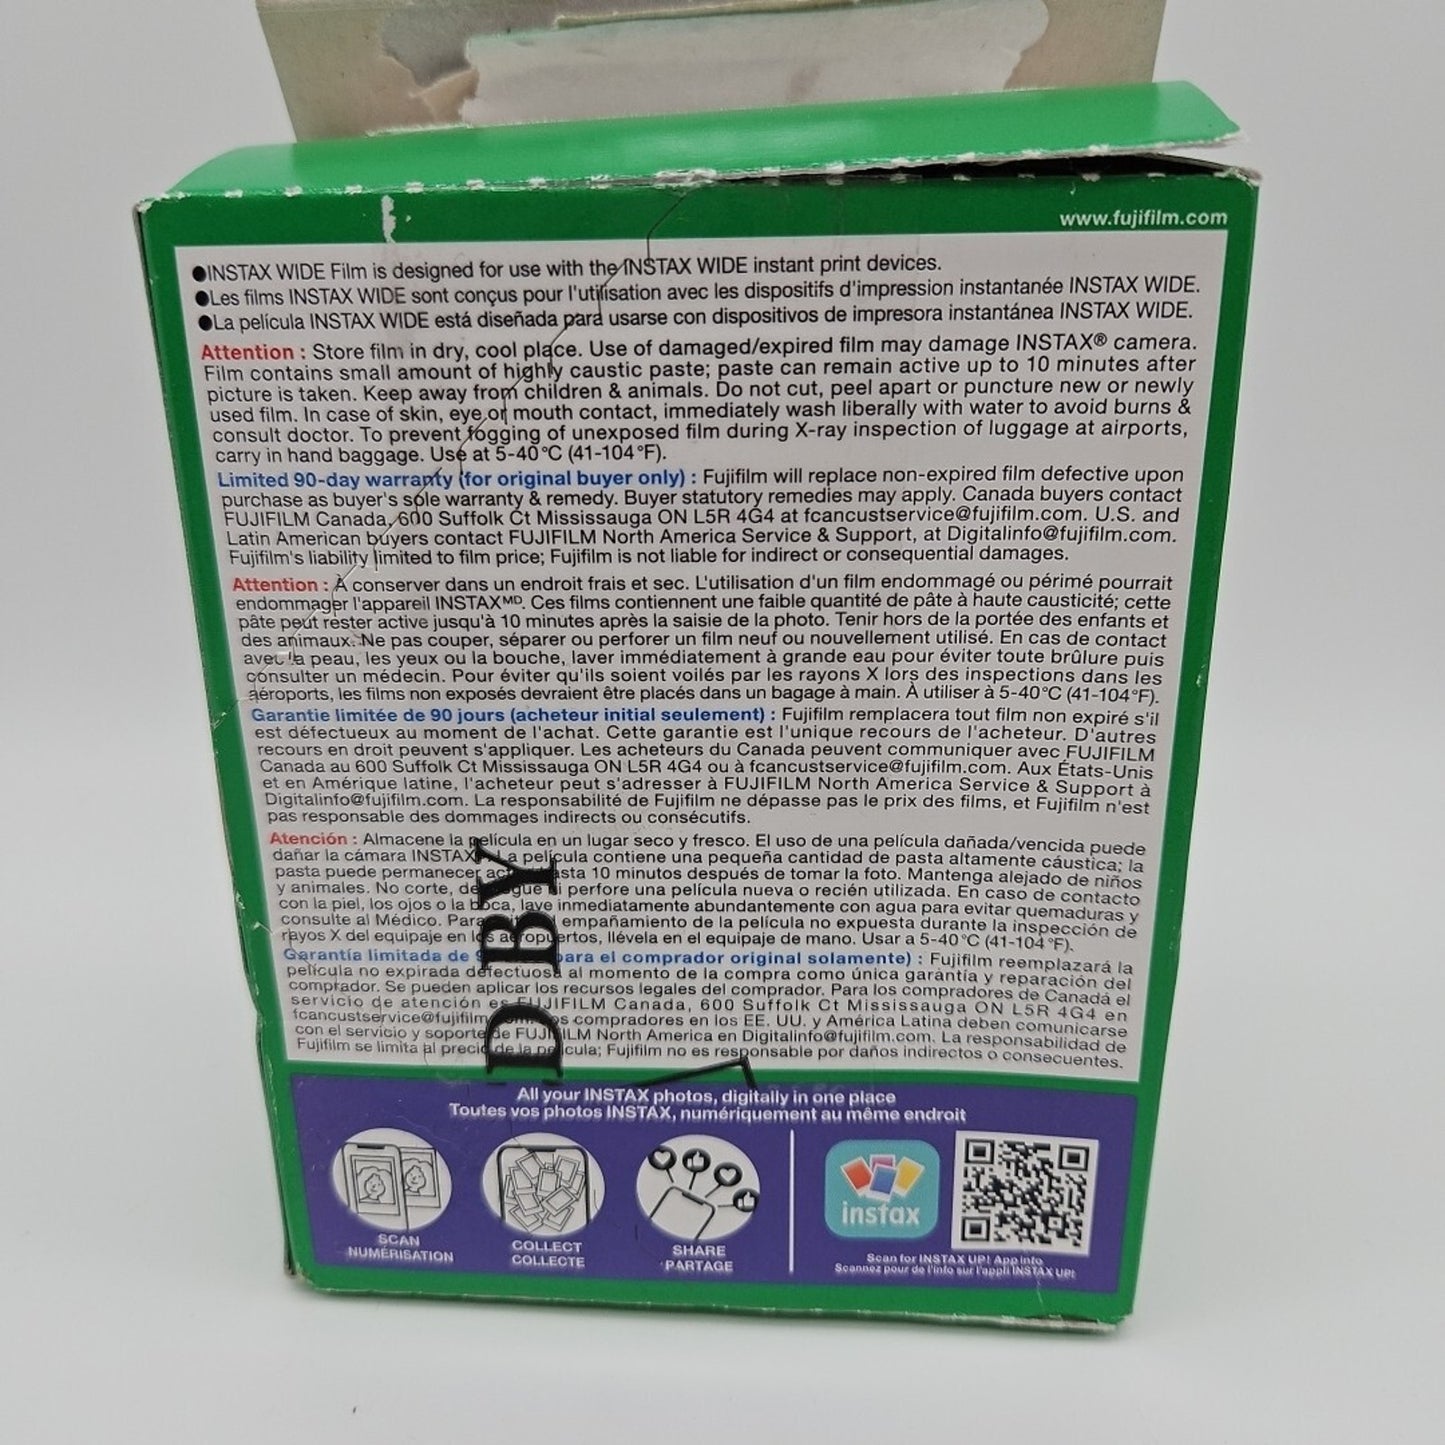 www.fujifilm.com
●INSTAX WIDE Film is designed for use with the INSTAX WIDE instant print devices.
●Les films INSTAX WIDE sont conçus pour l'utilisation avec les dispositifs d'impression instantanée INSTAX WIDE.
●La película INSTAX WIDE está diseñada para usarse con dispositivos de impresora instantánea INSTAX WIDE.
Attention : Store film in dry, cool place. Use of damaged/expired film may damage INSTAX® camera.
Film contains small amount of highly caustic paste; paste can remain active up to 10 minutes after
picture is taken. Keep away from children & animals. Do not cut, peel apart or puncture new or newly
used film. In case of skin, eye or mouth contact, immediately wash liberally with water to avoid burns &
consult doctor. To prevent fogging of unexposed film during X-ray inspection of luggage at airports,
carry in hand baggage. Use at 5-40°C (41-104°F).
Limited 90-day warranty (for original buyer only) : Fujifilm will replace non-expired film defective upon
purchase as buyer's sole warranty & remedy. Buyer statutory remedies may apply. Canada buyers contact
FUJIFILM Canada, 600 Suffolk Ct Mississauga ON L5R 4G4 at fcancustservice@fujifilm.com. U.S. and
Latin American buyers contact FUJIFILM North America Service & Support, at Digitalinfo@fujifilm.com.
Fujifilm's liability limited to film price; Fujifilm is not liable for indirect or consequential damages.
Attention : À conserver dans un endroit frais et sec. L'utilisation d'un film endommagé ou périmé pourrait
endommager l'appareil INSTAXᴹᴰ. Ces films contiennent une faible quantité de pâte à haute causticité; cette
pâte peut rester active jusqu'à 10 minutes après la saisie de la photo. Tenir hors de la portée des enfants et
des animaux. Ne pas couper, séparer ou perforer un film neuf ou nouvellement utilisé. En cas de contact
avec la peau, les yeux ou la bouche, laver immédiatement à grande eau pour éviter toute brûlure puis
consulter un médecin. Pour éviter qu'ils soient voilés par les rayons X lors des inspections dans les
aéroports, les films non exposés devraient être placés dans un bagage à main. À utiliser à 5-40°C (41-104°F).
Garantie limitée de 90 jours (acheteur initial seulement) : Fujifilm remplacera tout film non expiré s'il
est défectueux au moment de l'achat. Cette garantie est l'unique recours de l'acheteur. D'autres
recours en droit peuvent s'appliquer. Les acheteurs du Canada peuvent communiquer avec FUJIFILM
Canada au 600 Suffolk Ct Mississauga ON L5R 4G4 ou à fcancustservice@fujifilm.com. Aux États-Unis
et en Amérique latine, l'acheteur peut s'adresser à FUJIFILM North America Service & Support à
Digitalinfo@fujifilm.com. La responsabilité de Fujifilm ne dépasse pas le prix des films, et Fujifilm n'est
pas responsable des dommages indirects ou consécutifs.
Atención : Almacene la película en un lugar seco y fresco. El uso de una película dañada/vencida puede
dañar la cámara INSTAX La película contiene una pequeña cantidad de pasta altamente cáustica; la
pasta puede permanecer hasta 10 minutos después de tomar la foto. Mantenga alejado de niños
y animales. No corte, ni perfore una película nueva o recién utilizada. En caso de contacto
con la piel, los ojos o la boca, lave inmediatamente abundantemente con agua para evitar quemaduras y
consulte al Médico. Para empañamiento de la película no expuesta durante la inspección de
rayos X del equipaje en los aeropuertos, llévela en el equipaje de mano. Usar a 5-40°C (41-104°F).
Garantía limitada de para el comprador original solamente) : Fujifilm reemplazará la
película no expirada defectuosa al momento de la compra como única garantía y reparación del
comprador. Se pueden aplicar los recursos legales del comprador. Para los compradores de Canadá el
servicio de atención es FUJIFILM Canada, 600 Suffolk Ct Mississauga ON L5R 4G4 en
fcancustservice@fujifilm compradores en los EE. UU. y América Latina deben comunicarse
con el servicio y soporte de FUJIFILM North America en Digitalinfo@fujifilm.com. La responsabilidad de
Fujifilm se limita al precio de la película; Fujifilm no es responsable por daños indirectos o consecuentes.
D BY
All your INSTAX photos, digitally in one place
Toutes vos photos INSTAX, numériquement au même endroit
SCAN
NUMÉRISATION
COLLECT
COLLECTE
SHARE
PARTAGE
instax
Scan for INSTAX UP! App info
Scannez pour de l'info sur l'appli INSTAX UP!